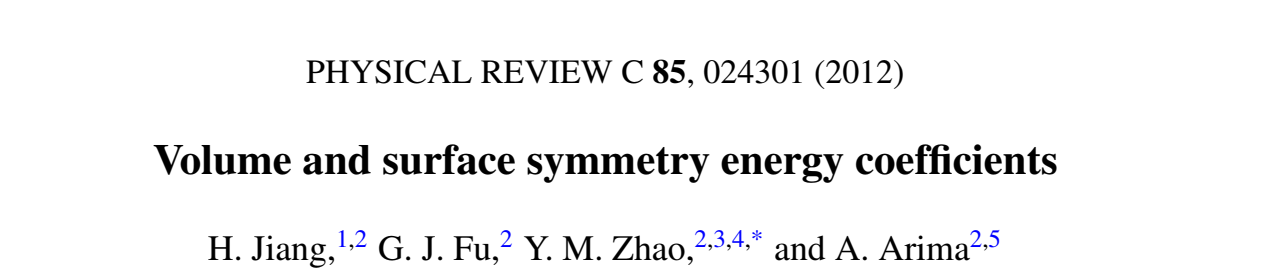 PHYSICAL REVIEW C 85, 024301 (2012)
Volume and surface symmetry energy coefficients
H. Jiang,1,2 G. J. Fu,2 Y. M. Zhao,2,3,4,* and A. Arima2,5